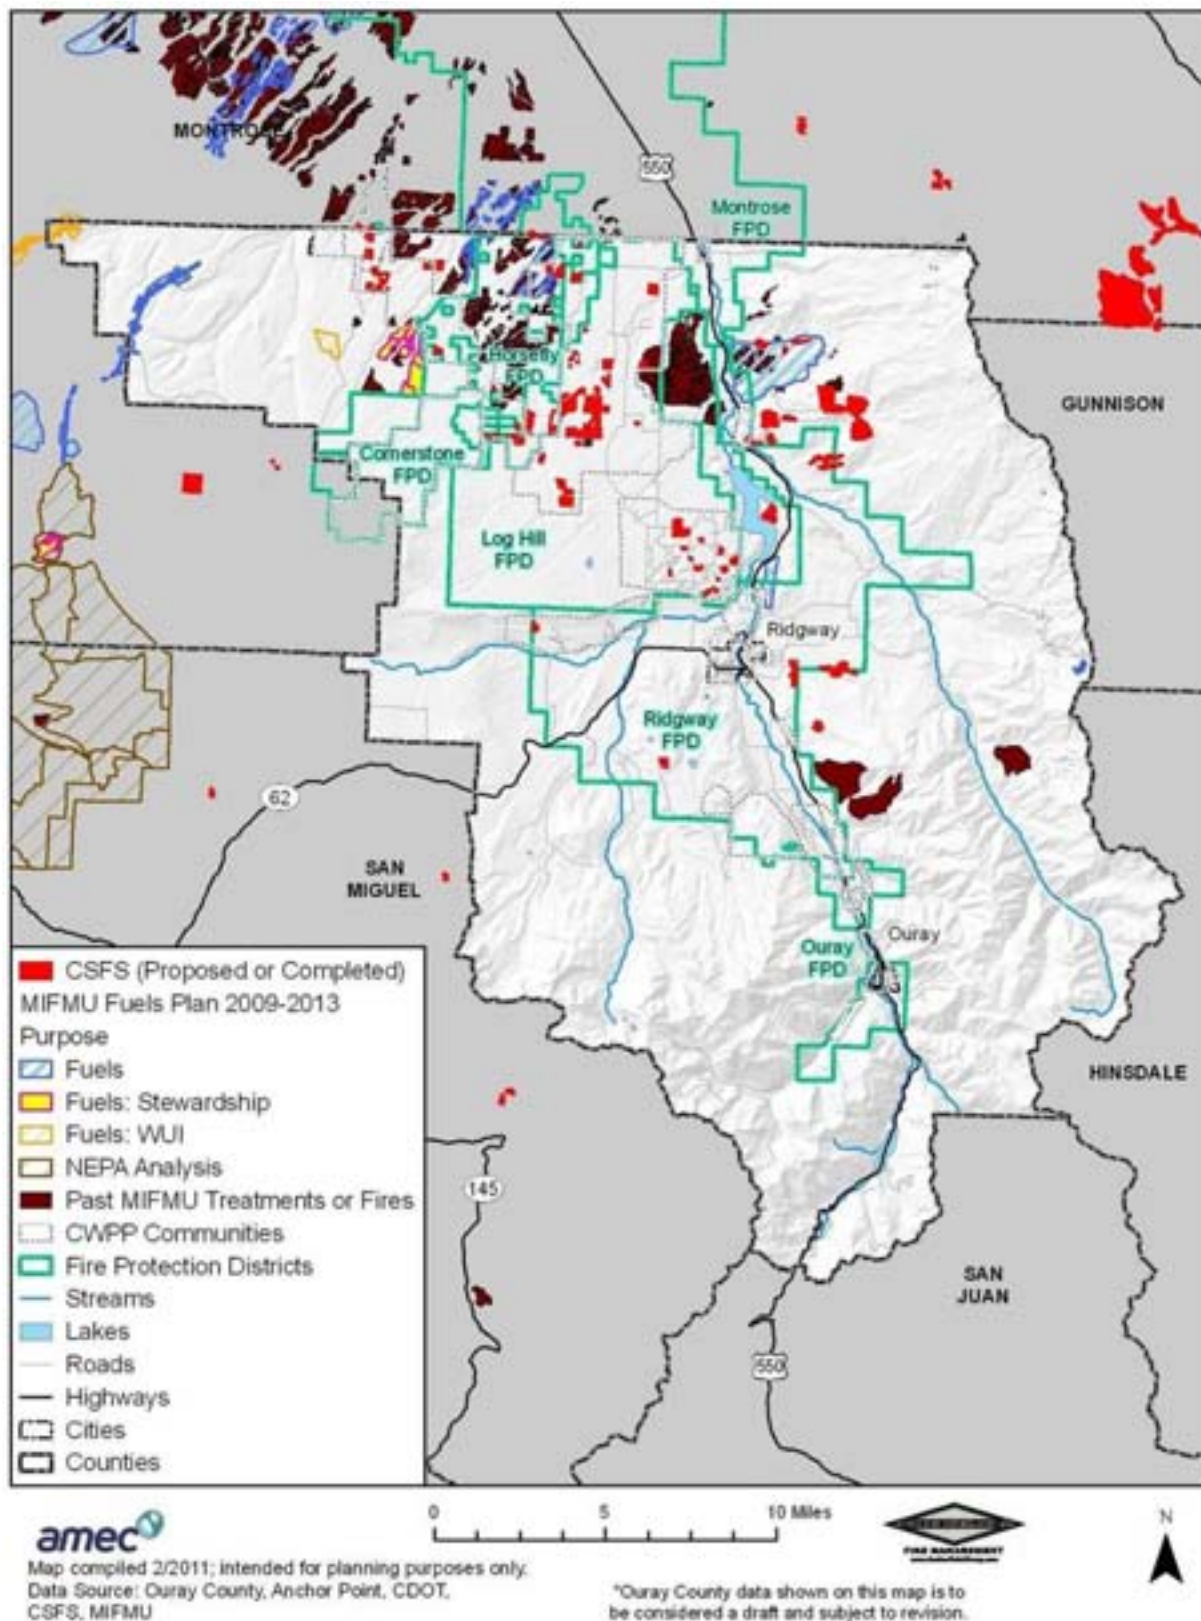 MONTROSE
550
Montrose
FPD
GUNNISON
Horsefly
FPD
Cornerstone
FPD
Log Hill
FPD
Ridgway
Ridgway
FPD
62
SAN
MIGUEL
Ouray
Ouray
FPD
HINSDALE
145
SAN
JUAN
550
CSFS (Proposed or Completed)
MIFMU Fuels Plan 2009-2013
Purpose
Fuels
Fuels: Stewardship
Fuels: WUI
NEPA Analysis
Past MIFMU Treatments or Fires
CWPP Communities
Fire Protection Districts
Streams
Lakes
Roads
Highways
Cities
Counties
0 5 10 Miles
amec
FIRE MANAGEMENT
N
Map compiled 2/2011; intended for planning purposes only.
Data Source: Ouray County, Anchor Point, CDOT,
CSFS, MIFMU
*Ouray County data shown on this map is to
be considered a draft and subject to revision.